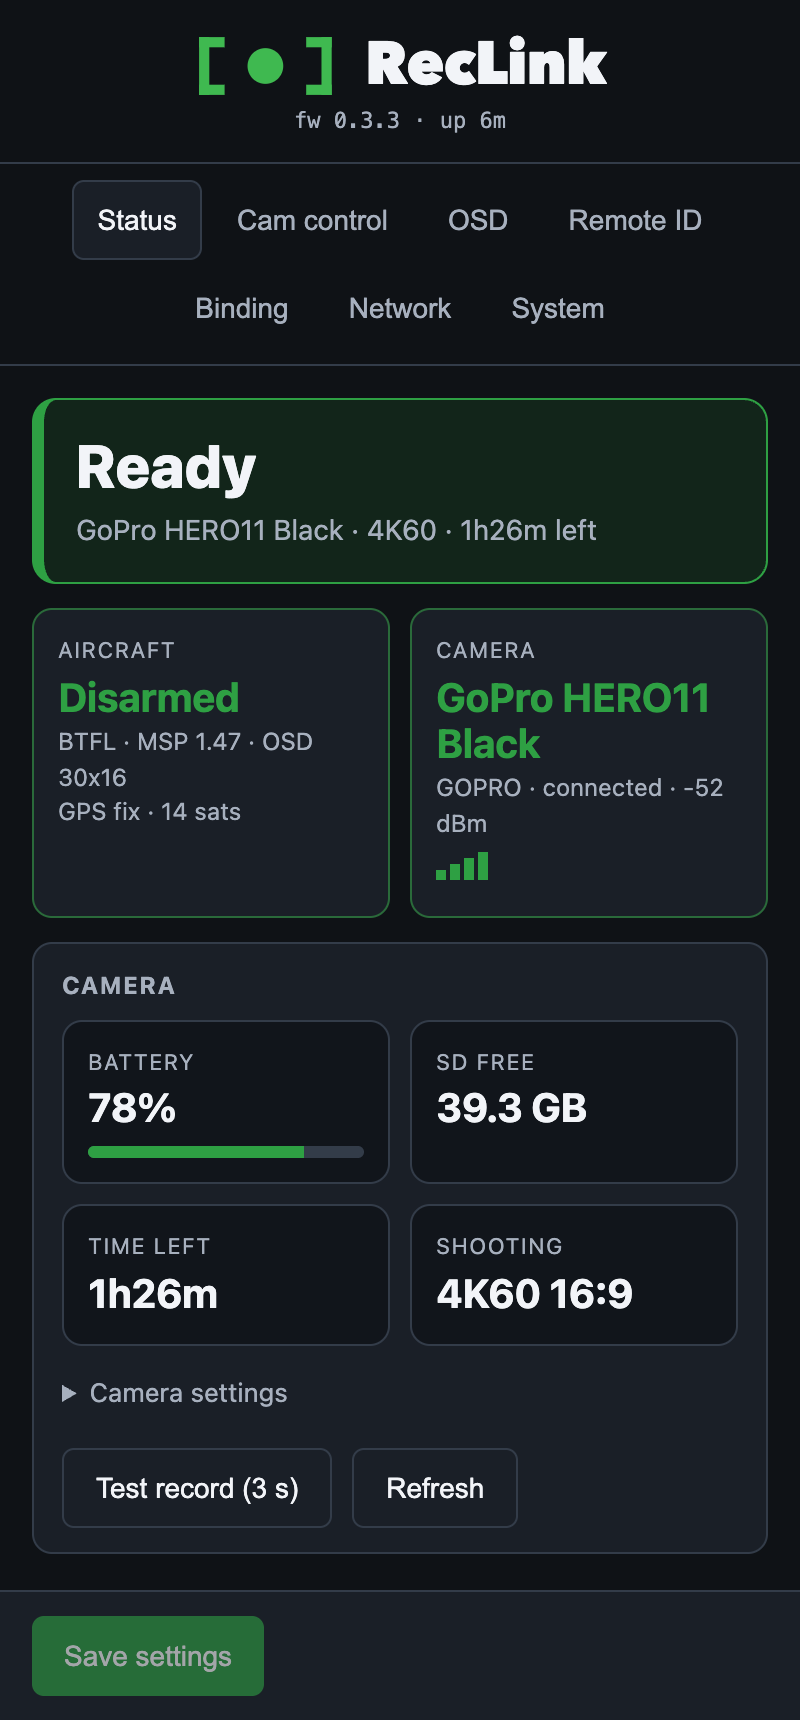 [ ● ] RecLink
fw 0.3.3 · up 6m
Status Cam control OSD Remote ID
Binding Network System
Ready
GoPro HERO11 Black · 4K60 · 1h26m left
AIRCRAFT
Disarmed
BTFL · MSP 1.47 · OSD
30x16
GPS fix · 14 sats
CAMERA
GoPro HERO11
Black
GOPRO · connected · -52
dBm
CAMERA
BATTERY
78%
SD FREE
39.3 GB
TIME LEFT
1h26m
SHOOTING
4K60 16:9
▶ Camera settings
Test record (3 s) Refresh
Save settings